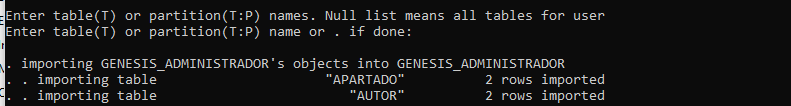 Enter table(T) or partition(T:P) names. Null list means all tables for user
Enter table(T) or partition(T:P) name or . if done:
. importing GENESIS_ADMINISTRADOR's objects into GENESIS_ADMINISTRADOR
. . importing table "APARTADO" 2 rows imported
. . importing table "AUTOR" 2 rows imported